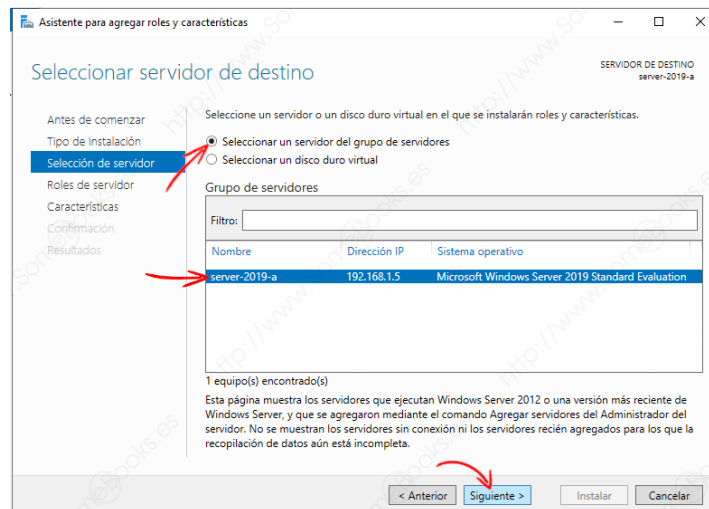 Asistente para agregar roles y características
Seleccionar servidor de destino
SERVIDOR DE DESTINO
server-2019-a
Antes de comenzar
Tipo de instalación
Selección de servidor
Roles de servidor
Características
Confirmación
Resultados
Seleccione un servidor o un disco duro virtual en el que se instalarán roles y características.
Seleccionar un servidor del grupo de servidores
Seleccionar un disco duro virtual
Grupo de servidores
Filtro:
Nombre Dirección IP Sistema operativo
server-2019-a 192.168.1.5 Microsoft Windows Server 2019 Standard Evaluation
1 equipo(s) encontrado(s)
Esta página muestra los servidores que ejecutan Windows Server 2012 o una versión más reciente de
Windows Server, y que se agregaron mediante el comando Agregar servidores del Administrador del
servidor. No se muestran los servidores sin conexión ni los servidores recién agregados para los que la
recopilación de datos aún está incompleta.
< Anterior Siguiente > Instalar Cancelar
http://www.SomeBooks.es